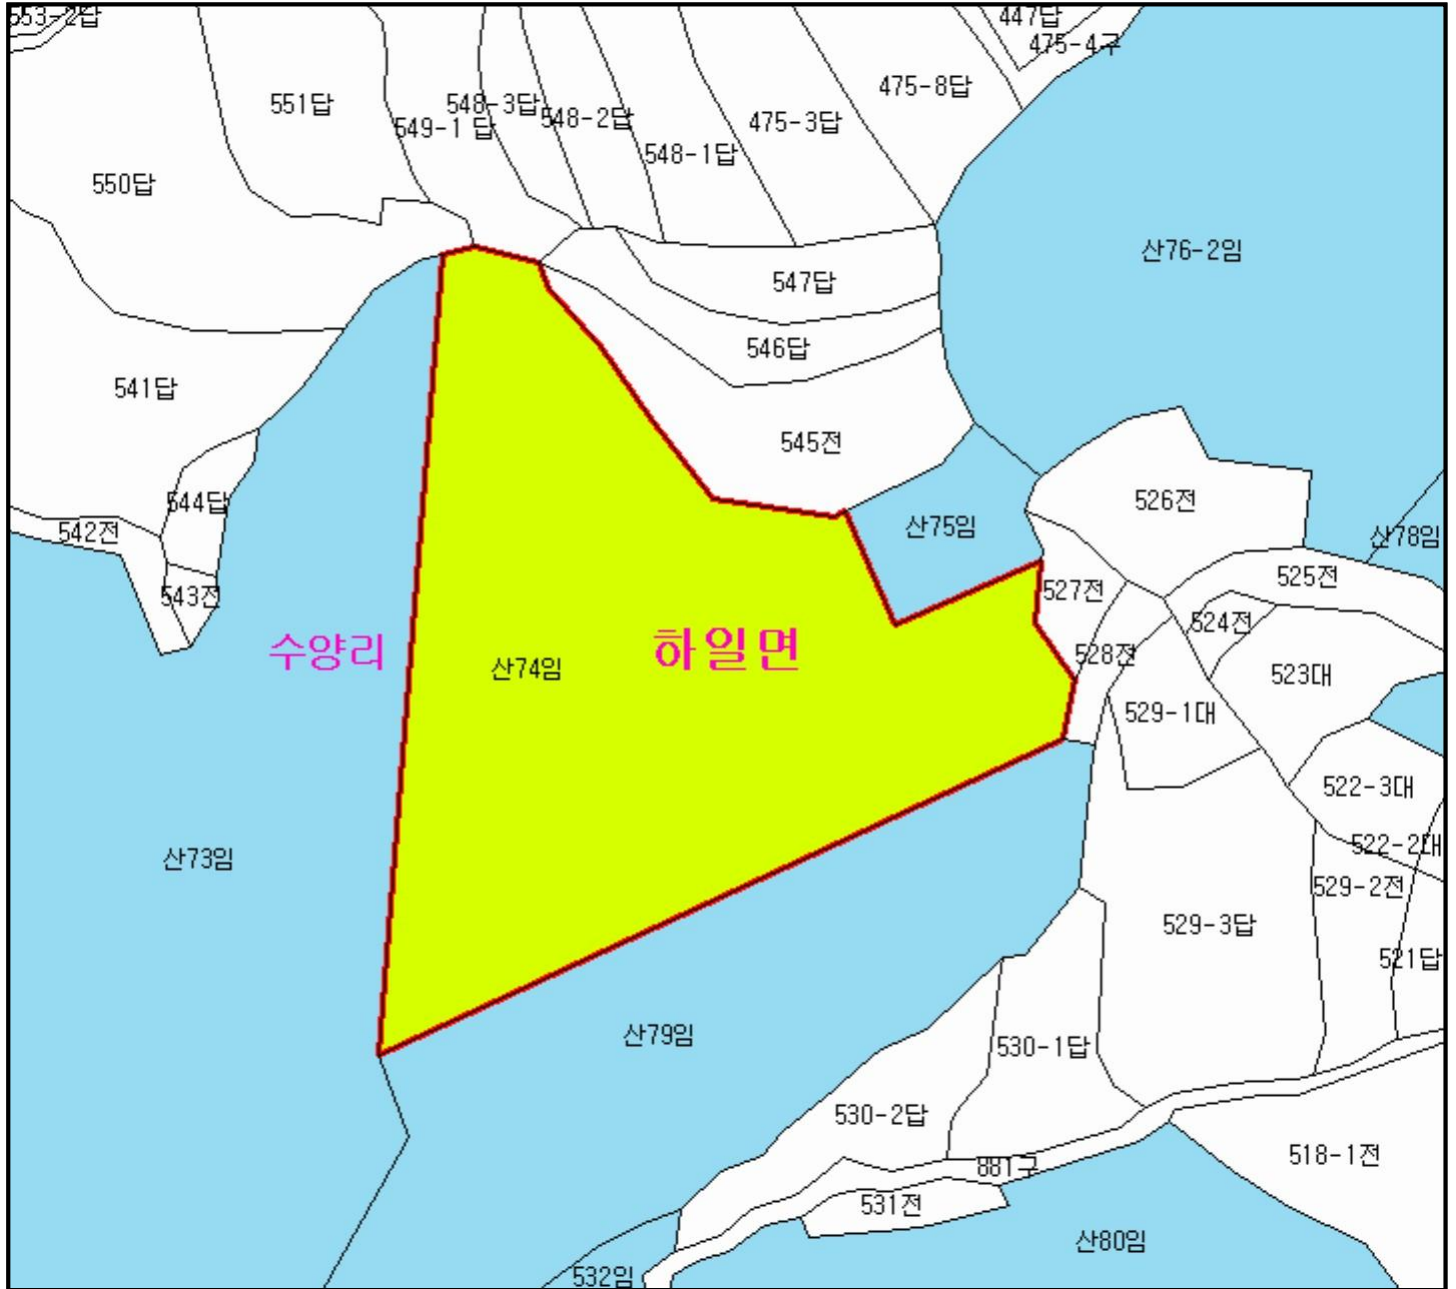 553-2답
447답
475-4구
551답
548-3답
549-1 답
548-2답
475-3답
475-8답
548-1답
550답
산76-2임
547답
546답
541답
545전
544답
526전
542전
산75임
산78임
525전
543전
527전
524전
수양리
산74임
하일면
528전
523대
529-1대
522-3대
522-2대
산73임
529-2전
529-3답
521답
산79임
530-1답
530-2답
518-1전
881구
531전
산80임
532임